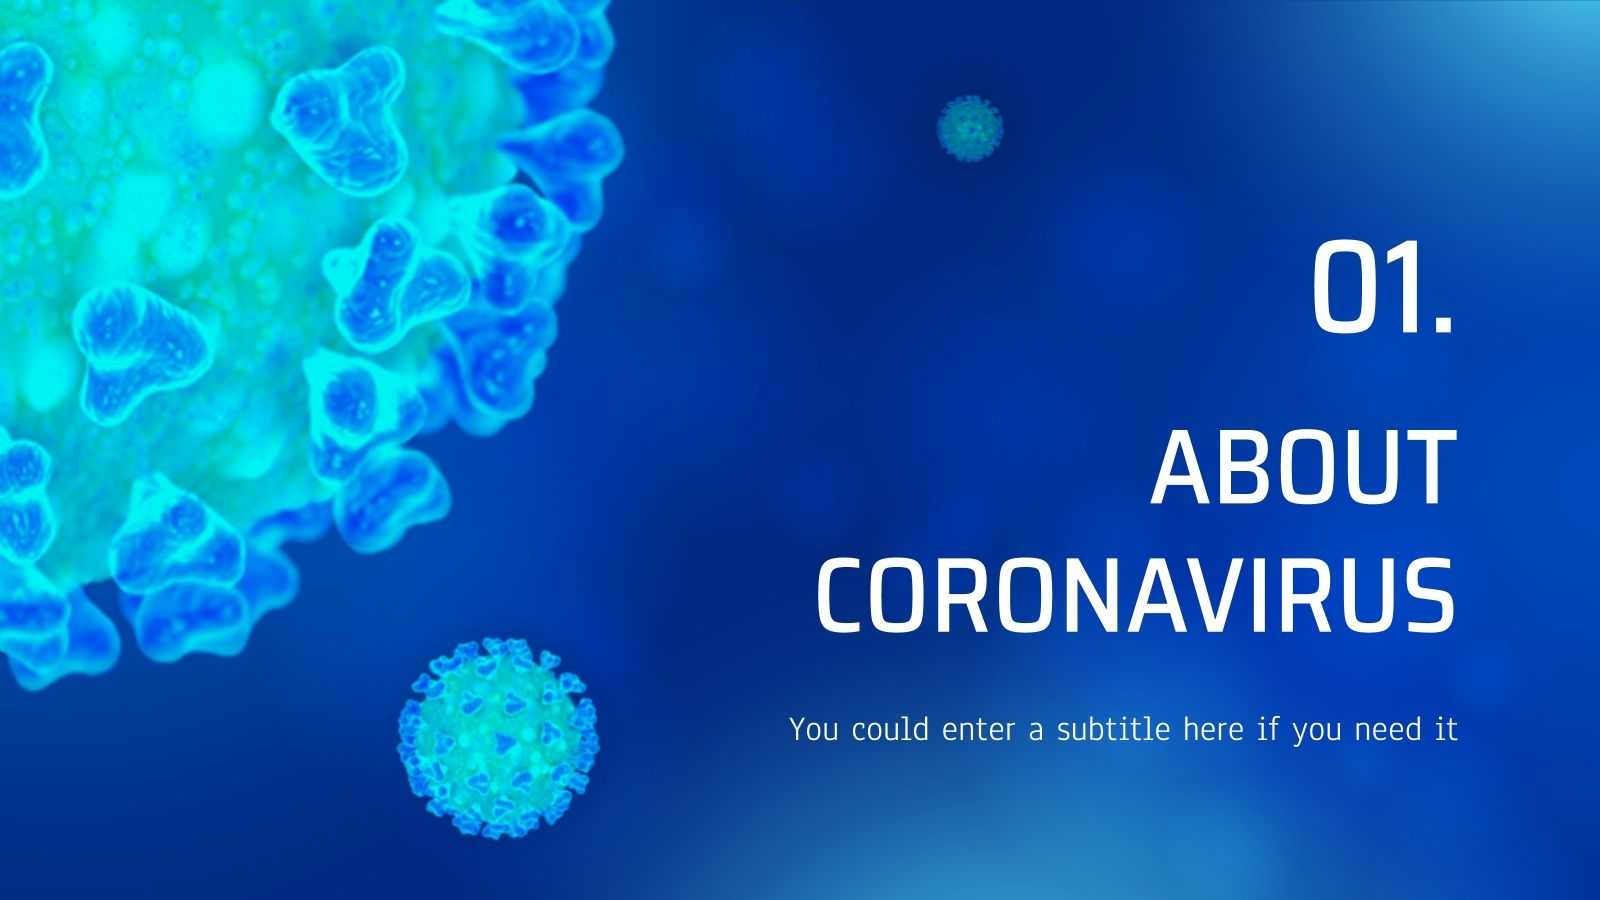 01.
ABOUT
CORONAVIRUS
You could enter a subtitle here if you need it